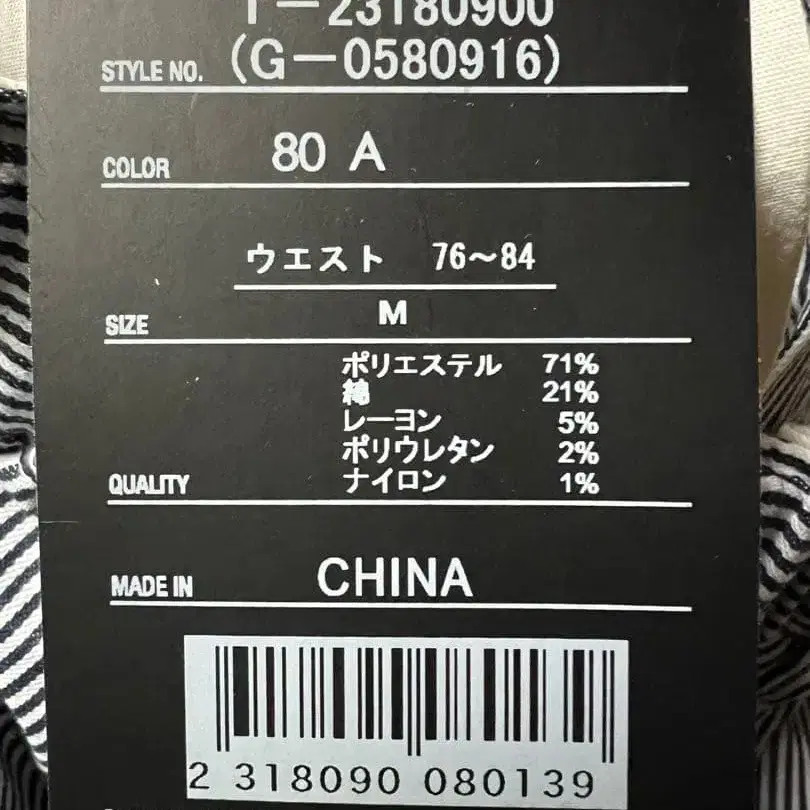 T－23180900
STYLE NO. (G－0580916)
COLOR 80 A
ウエスト 76～84
SIZE M
ポリエステル 71%
綿 21%
レーヨン 5%
ポリウレタン 2%
QUALITY ナイロン 1%
MADE IN CHINA
2 318090 080139